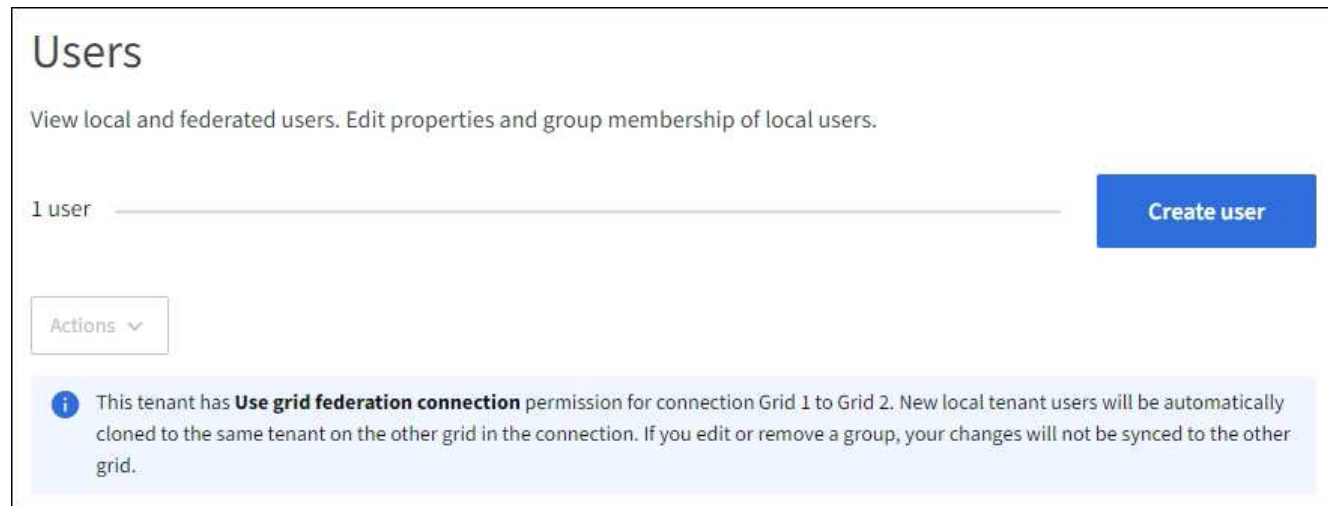 Users
View local and federated users. Edit properties and group membership of local users.
1 user
Create user
Actions
This tenant has Use grid federation connection permission for connection Grid 1 to Grid 2. New local tenant users will be automatically
cloned to the same tenant on the other grid in the connection. If you edit or remove a group, your changes will not be synced to the other
grid.